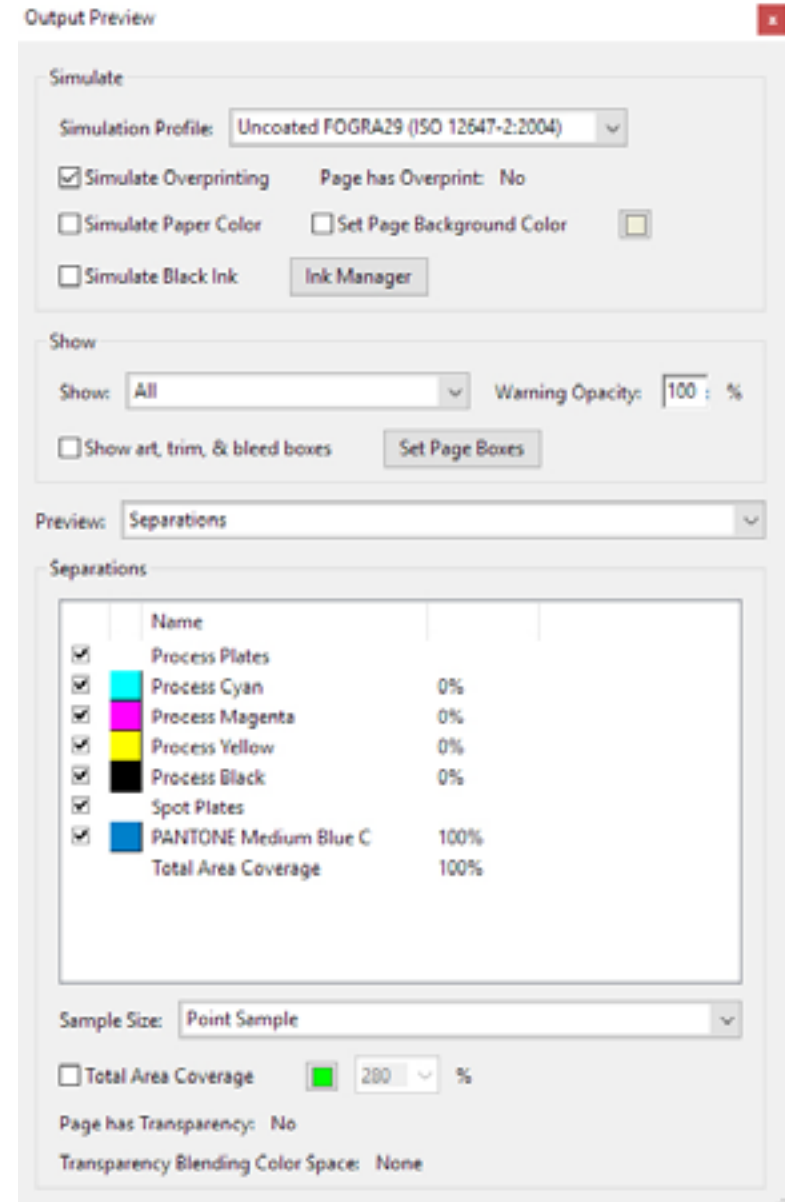 Output Preview
x
Simulate
Simulation Profile: Uncoated FOGRA29 (ISO 12647-2:2004)
Simulate Overprinting Page has Overprint: No
Simulate Paper Color Set Page Background Color
Simulate Black Ink Ink Manager
Show
Show: All Warning Opacity: 100 %
Show art, trim, & bleed boxes Set Page Boxes
Preview: Separations
Separations
Name
Process Plates
Process Cyan 0%
Process Magenta 0%
Process Yellow 0%
Process Black 0%
Spot Plates
PANTONE Medium Blue C 100%
Total Area Coverage 100%
Sample Size: Point Sample
Total Area Coverage 280 %
Page has Transparency: No
Transparency Blending Color Space: None